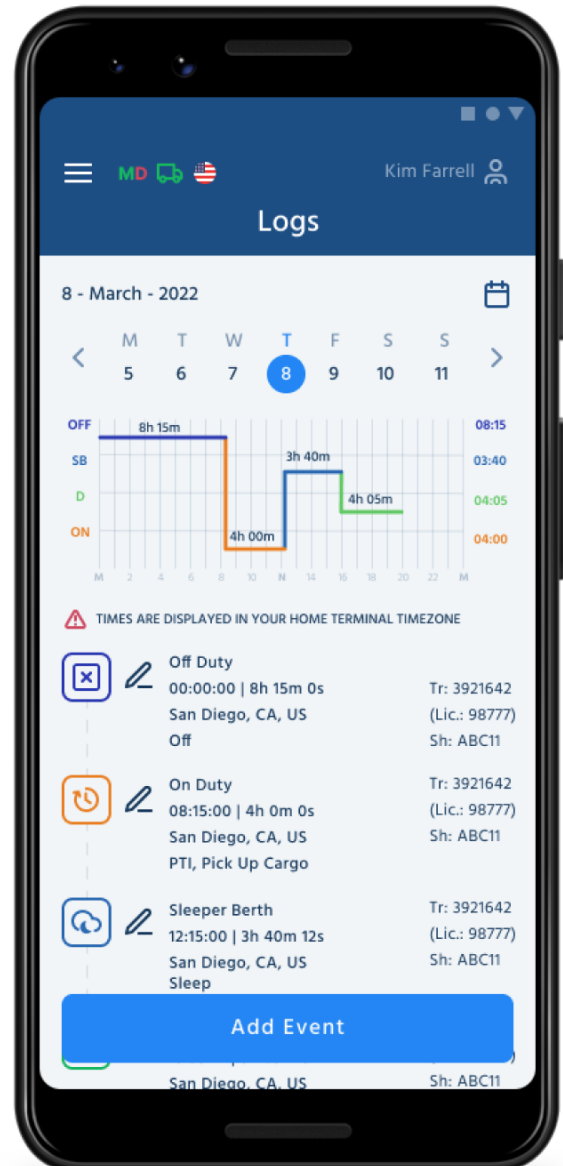 MD
Kim Farrell
Logs
8 - March - 2022
M T W T F S S
5 6 7 8 9 10 11
OFF 8h 15m 08:15
SB 3h 40m 03:40
D 4h 05m 04:05
ON 4h 00m 04:00
M 2 4 6 8 10 N 14 16 18 20 22 M
TIMES ARE DISPLAYED IN YOUR HOME TERMINAL TIMEZONE
Off Duty
00:00:00 | 8h 15m 0s Tr: 3921642
San Diego, CA, US (Lic.: 98777)
Off Sh: ABC11
On Duty Tr: 3921642
08:15:00 | 4h 0m 0s (Lic.: 98777)
San Diego, CA, US Sh: ABC11
PTI, Pick Up Cargo
Sleeper Berth Tr: 3921642
12:15:00 | 3h 40m 12s (Lic.: 98777)
San Diego, CA, US Sh: ABC11
Sleep
Add Event
San Diego, CA, US Sh: ABC11